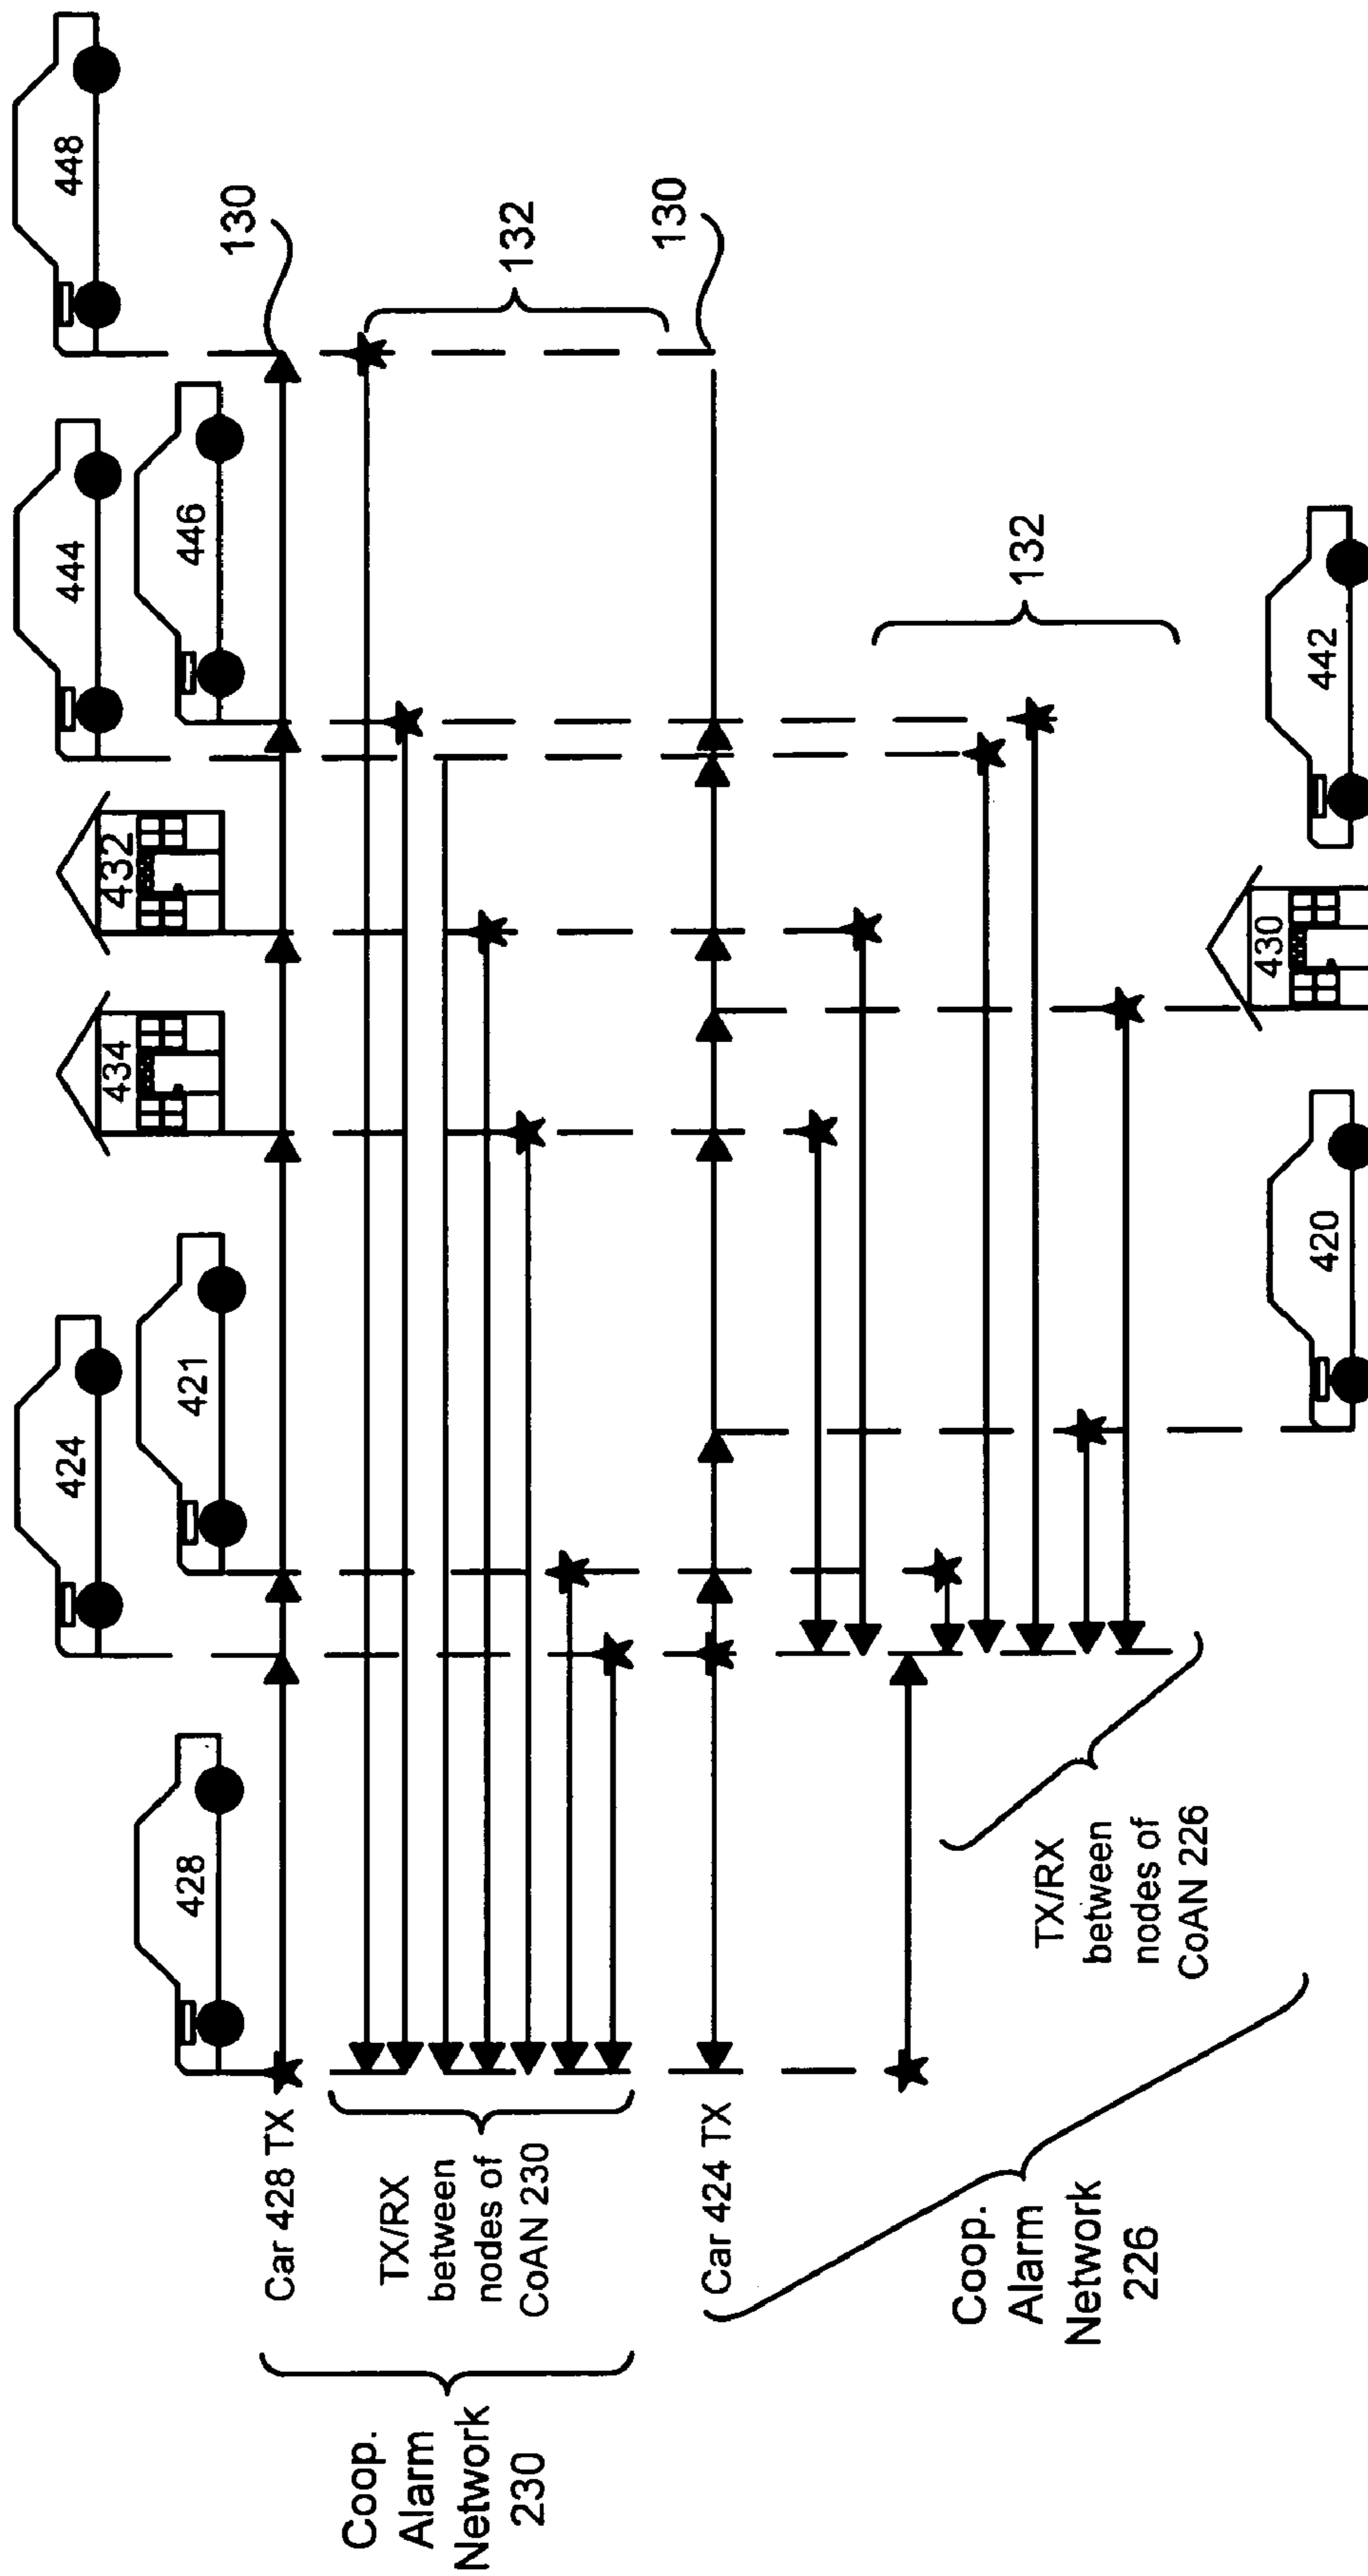 448
444
446
432
434
424
421
428
130
132
130
132
Car 428 TX
TX/RX
between
nodes of
CoAN 230
Coop.
Alarm
Network
230
Car 424 TX
TX/RX
between
nodes of
CoAN 226
Coop.
Alarm
Network
226
442
430
420